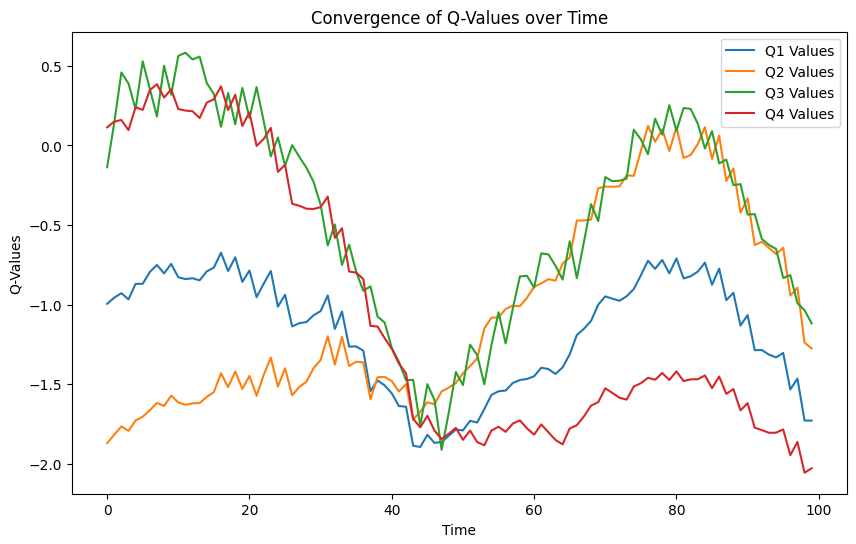 Convergence of Q-Values over Time
Q1 Values
Q2 Values
Q3 Values
Q4 Values
Q-Values
0.5
0.0
−0.5
−1.0
−1.5
−2.0
0 20 40 60 80 100
Time